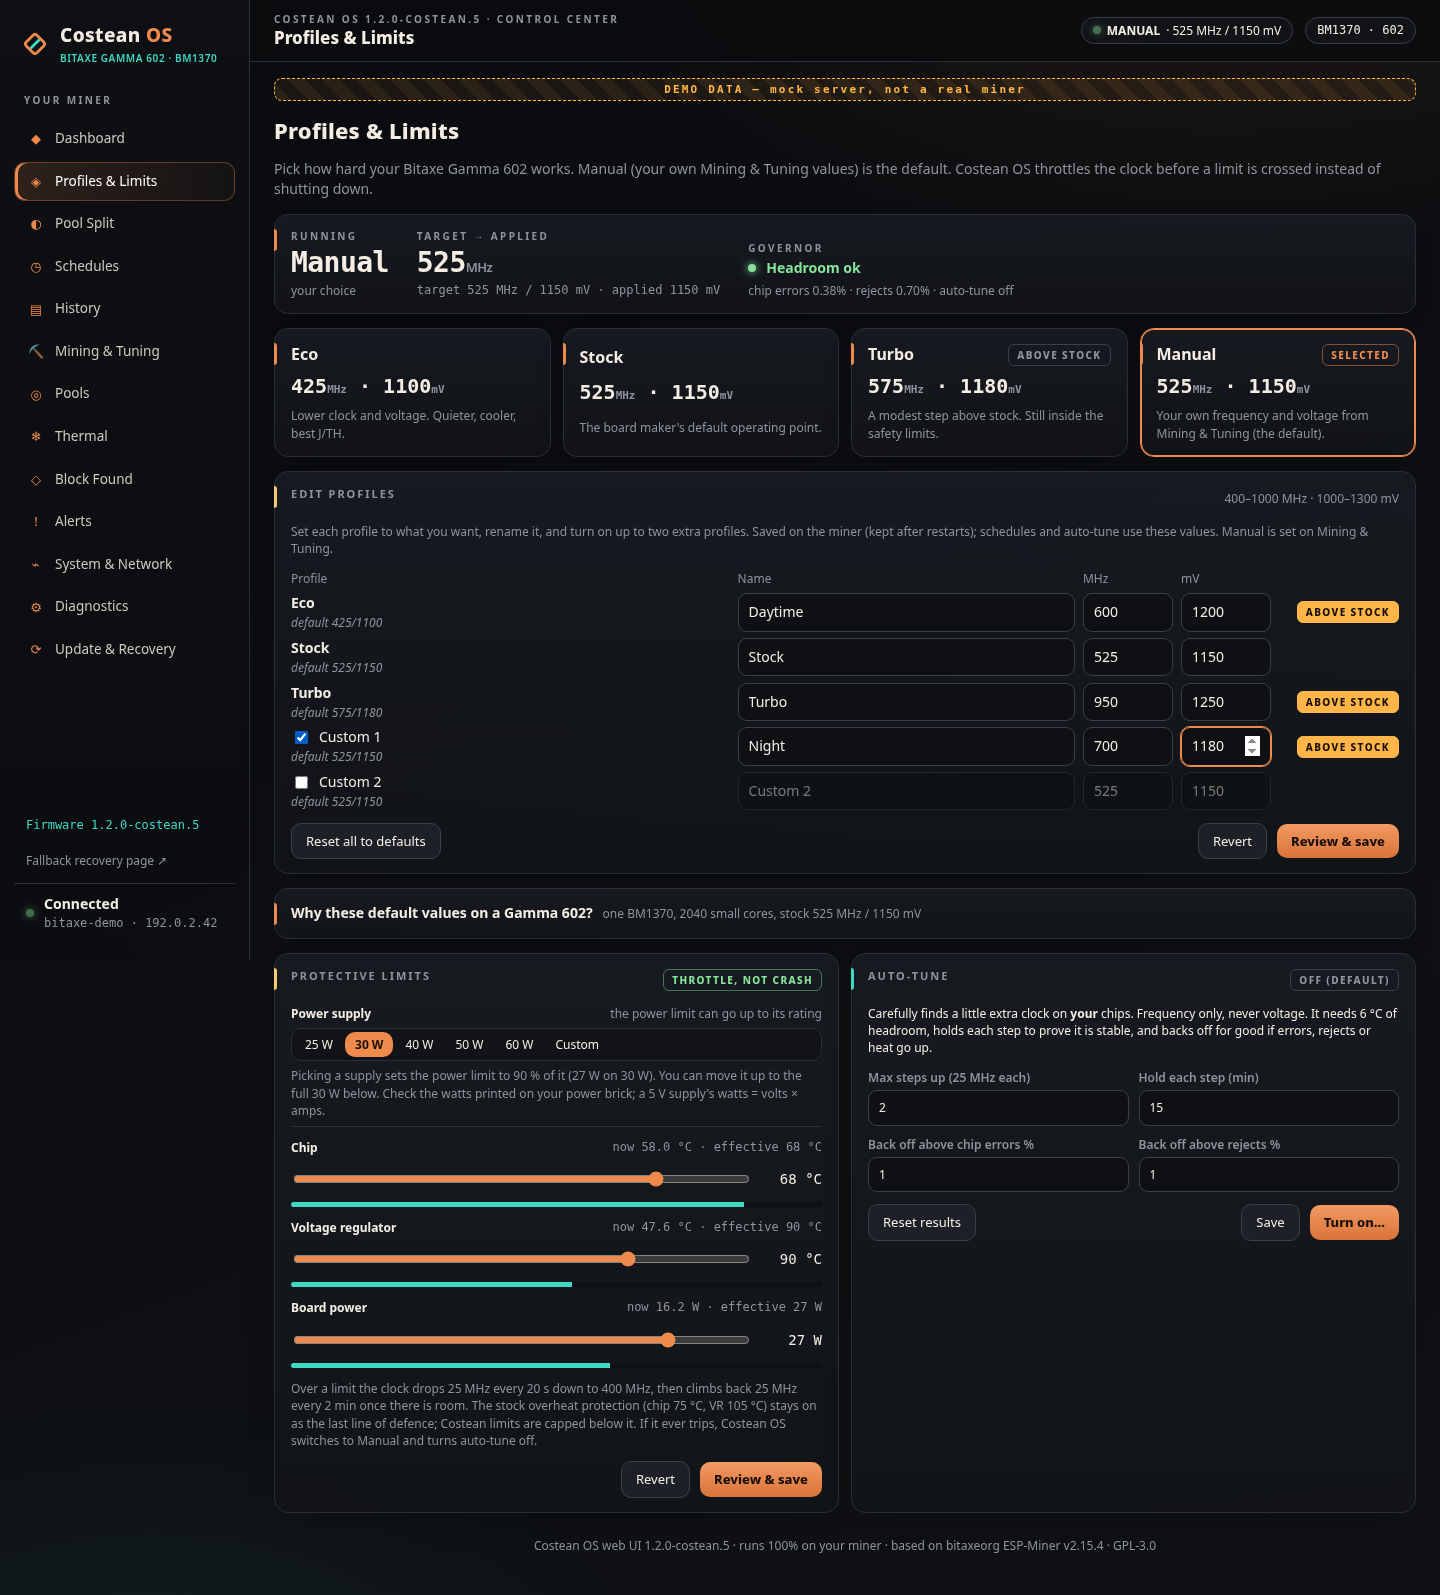 Costean OS
BITAXE GAMMA 602 · BM1370
YOUR MINER
Dashboard
Profiles & Limits
Pool Split
Schedules
History
Mining & Tuning
Pools
Thermal
Block Found
Alerts
System & Network
Diagnostics
Update & Recovery
Firmware 1.2.0-costean.5
Fallback recovery page ↗
Connected
bitaxe-demo · 192.0.2.42
COSTEAN OS 1.2.0-COSTEAN.5 · CONTROL CENTER
Profiles & Limits
MANUAL · 525 MHz / 1150 mV
BM1370 · 602
DEMO DATA — mock server, not a real miner
Profiles & Limits
Pick how hard your Bitaxe Gamma 602 works. Manual (your own Mining & Tuning values) is the default. Costean OS throttles the clock before a limit is crossed instead of
shutting down.
RUNNING
Manual
your choice
TARGET → APPLIED
525MHz
target 525 MHz / 1150 mV · applied 1150 mV
GOVERNOR
Headroom ok
chip errors 0.38% · rejects 0.70% · auto-tune off
Eco
425MHz · 1100mV
Lower clock and voltage. Quieter, cooler,
best J/TH.
Stock
525MHz · 1150mV
The board maker's default operating point.
Turbo
ABOVE STOCK
575MHz · 1180mV
A modest step above stock. Still inside the
safety limits.
Manual
SELECTED
525MHz · 1150mV
Your own frequency and voltage from
Mining & Tuning (the default).
EDIT PROFILES
400–1000 MHz · 1000–1300 mV
Set each profile to what you want, rename it, and turn on up to two extra profiles. Saved on the miner (kept after restarts); schedules and auto-tune use these values. Manual is set on Mining &
Tuning.
Profile Name MHz mV
Eco
default 425/1100
Daytime 600 1200 ABOVE STOCK
Stock
default 525/1150
Stock 525 1150
Turbo
default 575/1180
Turbo 950 1250 ABOVE STOCK
Custom 1
default 525/1150
Night 700 1180 ABOVE STOCK
Custom 2
default 525/1150
Custom 2 525 1150
Reset all to defaults
Revert
Review & save
Why these default values on a Gamma 602? one BM1370, 2040 small cores, stock 525 MHz / 1150 mV
PROTECTIVE LIMITS
THROTTLE, NOT CRASH
Power supply
the power limit can go up to its rating
25 W 30 W 40 W 50 W 60 W Custom
Picking a supply sets the power limit to 90 % of it (27 W on 30 W). You can move it up to the
full 30 W below. Check the watts printed on your power brick; a 5 V supply's watts = volts ×
amps.
Chip
now 58.0 °C · effective 68 °C
68 °C
Voltage regulator
now 47.6 °C · effective 90 °C
90 °C
Board power
now 16.2 W · effective 27 W
27 W
Over a limit the clock drops 25 MHz every 20 s down to 400 MHz, then climbs back 25 MHz
every 2 min once there is room. The stock overheat protection (chip 75 °C, VR 105 °C) stays on
as the last line of defence; Costean limits are capped below it. If it ever trips, Costean OS
switches to Manual and turns auto-tune off.
Revert
Review & save
AUTO-TUNE
OFF (DEFAULT)
Carefully finds a little extra clock on your chips. Frequency only, never voltage. It needs 6 °C of
headroom, holds each step to prove it is stable, and backs off for good if errors, rejects or
heat go up.
Max steps up (25 MHz each)
2
Hold each step (min)
15
Back off above chip errors %
1
Back off above rejects %
1
Reset results
Save
Turn on…
Costean OS web UI 1.2.0-costean.5 · runs 100% on your miner · based on bitaxeorg ESP-Miner v2.15.4 · GPL-3.0